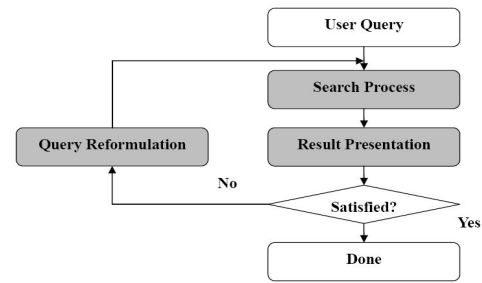 User Query
Search Process
Query Reformulation
Result Presentation
No
Satisfied?
Yes
Done